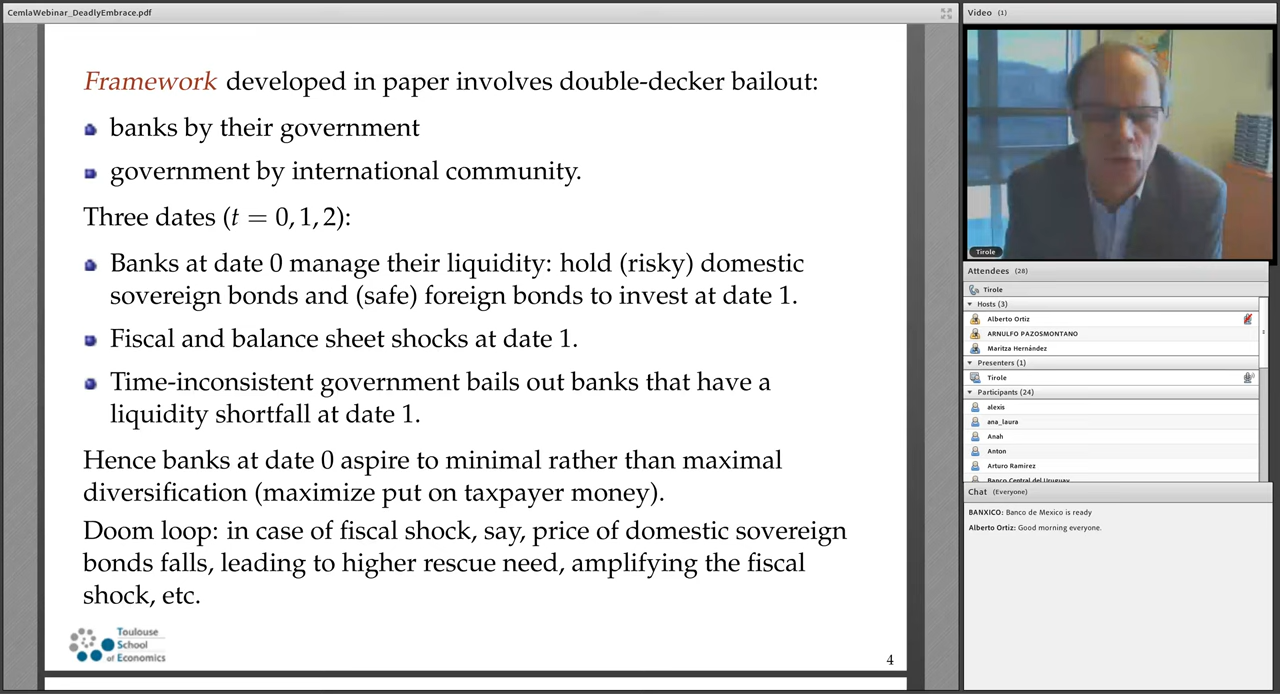 CemlaWebinar_DeadlyEmbrace.pdf
Framework developed in paper involves double-decker bailout:
banks by their government
government by international community.
Three dates (t = 0, 1, 2):
Banks at date 0 manage their liquidity: hold (risky) domestic
sovereign bonds and (safe) foreign bonds to invest at date 1.
Fiscal and balance sheet shocks at date 1.
Time-inconsistent government bails out banks that have a
liquidity shortfall at date 1.
Hence banks at date 0 aspire to minimal rather than maximal
diversification (maximize put on taxpayer money).
Doom loop: in case of fiscal shock, say, price of domestic sovereign
bonds falls, leading to higher rescue need, amplifying the fiscal
shock, etc.
Toulouse
School
of Economics
4
Video (1)
Tirole
Attendees (28)
Tirole
Hosts (3)
Alberto Ortiz
ARNULFO PAZOSMONTANO
Maritza Hernández
Presenters (1)
Tirole
Participants (24)
alexis
ana_laura
Anah
Anton
Arturo Ramirez
Banco Central del Uruguay
Chat (Everyone)
BANXICO: Banco de Mexico is ready
Alberto Ortiz: Good morning everyone.